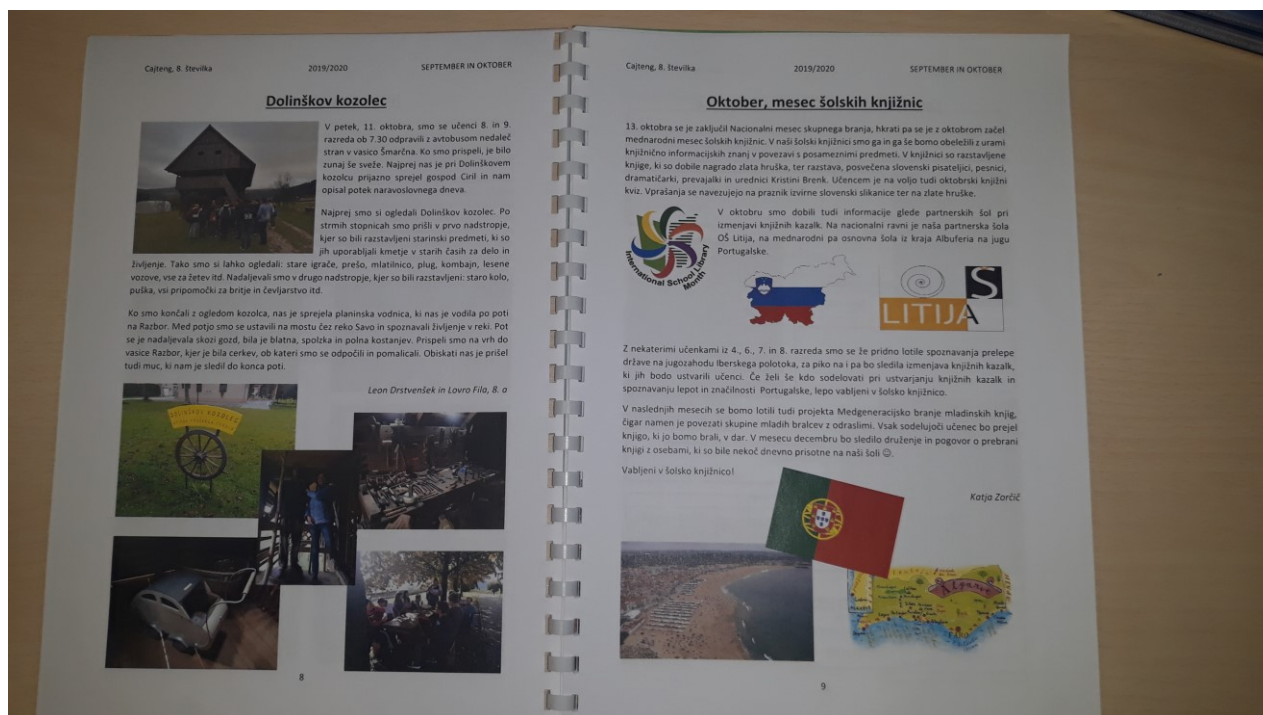 Cajteng, 8. številka 2019/2020 SEPTEMBER IN OKTOBER
Dolinškov kozolec
V petek, 11. oktobra, smo se učenci 8. in 9.
razreda ob 7.30 odpravili z avtobusom nedaleč
stran v vasico Šmarčna. Ko smo prispeli, je bilo
zunaj še sveže. Najprej nas je pri Dolinškovem
kozolcu prijazno sprejel gospod Ciril in nam
opisal potek naravoslovnega dneva.
Najprej smo si ogledali Dolinškov kozolec. Po
strmih stopnicah smo prišli v prvo nadstropje,
kjer so bili razstavljeni starinski predmeti, ki so
jih uporabljali kmetje v starih časih za delo in
življenje. Tako smo si lahko ogledali: stare igrače, prešo, mlatilnico, plug, kombajn, lesene
vozove, vse za žetev itd. Nadaljevali smo v drugo nadstropje, kjer so bili razstavljeni: staro kolo,
puška, vsi pripomočki za britje in čevljarstvo itd.
Ko smo končali z ogledom kozolca, nas je sprejela planinska vodnica, ki nas je vodila po poti
na Razbor. Med potjo smo se ustavili na mostu čez reko Savo in spoznavali življenje v reki. Pot
se je nadaljevala skozi gozd, bila je blatna, spolzka in polna kostanjev. Prispeli smo na vrh do
vasice Razbor, kjer je bila cerkev, ob kateri smo se odpočili in pomalicali. Obiskati nas je prišel
tudi muc, ki nam je sledil do konca poti.
Leon Drstvenšek in Lovro Fila, 8. a
DOLINŠKOV KOZOLEC
8
Cajteng, 8. številka 2019/2020 SEPTEMBER IN OKTOBER
Oktober, mesec šolskih knjižnic
13. oktobra se je zaključil Nacionalni mesec skupnega branja, hkrati pa se je z oktobrom začel
mednarodni mesec šolskih knjižnic. V naši šolski knjižnici smo ga in ga še bomo obeležili z urami
knjižnično informacijskih znanj v povezavi s posameznimi predmeti. V knjižnici so razstavljene
knjige, ki so dobile nagrado zlata hruška, ter razstava, posvečena slovenski pisateljici, pesnici,
dramatičarki, prevajalki in urednici Kristini Brenk. Učencem je na voljo tudi oktobrski knjižni
kviz. Vprašanja se navezujejo na praznik izvirne slovenski slikanice ter na zlate hruške.
V oktobru smo dobili tudi informacije glede partnerskih šol pri
izmenjavi knjižnih kazalk. Na nacionalni ravni je naša partnerska šola
OŠ Litija, na mednarodni pa osnovna šola iz kraja Albuferia na jugu
Portugalske.
International School Library
Month
Š
LITIJA
Z nekaterimi učenkami iz 4., 6., 7. in 8. razreda smo se že pridno lotile spoznavanja prelepe
države na jugozahodu Iberskega polotoka, za piko na i pa bo sledila izmenjava knjižnih kazalk,
ki jih bodo ustvarili učenci. Če želi še kdo sodelovati pri ustvarjanju knjižnih kazalk in
spoznavanju lepot in značilnosti Portugalske, lepo vabljeni v šolsko knjižnico.
V naslednjih mesecih se bomo lotili tudi projekta Medgeneracijsko branje mladinskih knjig,
čigar namen je povezati skupine mladih bralcev z odraslimi. Vsak sodelujoči učenec bo prejel
knjigo, ki jo bomo brali, v dar. V mesecu decembru bo sledilo druženje in pogovor o prebrani
knjigi z osebami, ki so bile nekoč dnevno prisotne na naši šoli ☺.
Vabljeni v šolsko knjižnico!
Katja Zorčič
Algarve
FARO
9